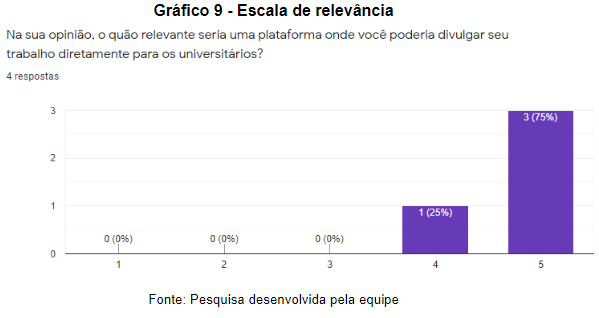 Gráfico 9 - Escala de relevância
Na sua opinião, o quão relevante seria uma plataforma onde você poderia divulgar seu
trabalho diretamente para os universitários?
4 respostas
3
2
1
0
0 (0%)
0 (0%)
0 (0%)
1 (25%)
3 (75%)
1
2
3
4
5
Fonte: Pesquisa desenvolvida pela equipe